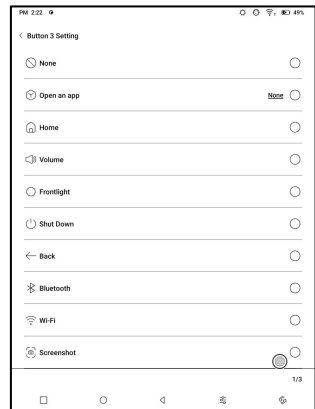 PM 2:22 49%
Button 3 Setting
None
Open an app None
Home
Volume
Frontlight
Shut Down
Back
Bluetooth
Wi-Fi
Screenshot
1/3